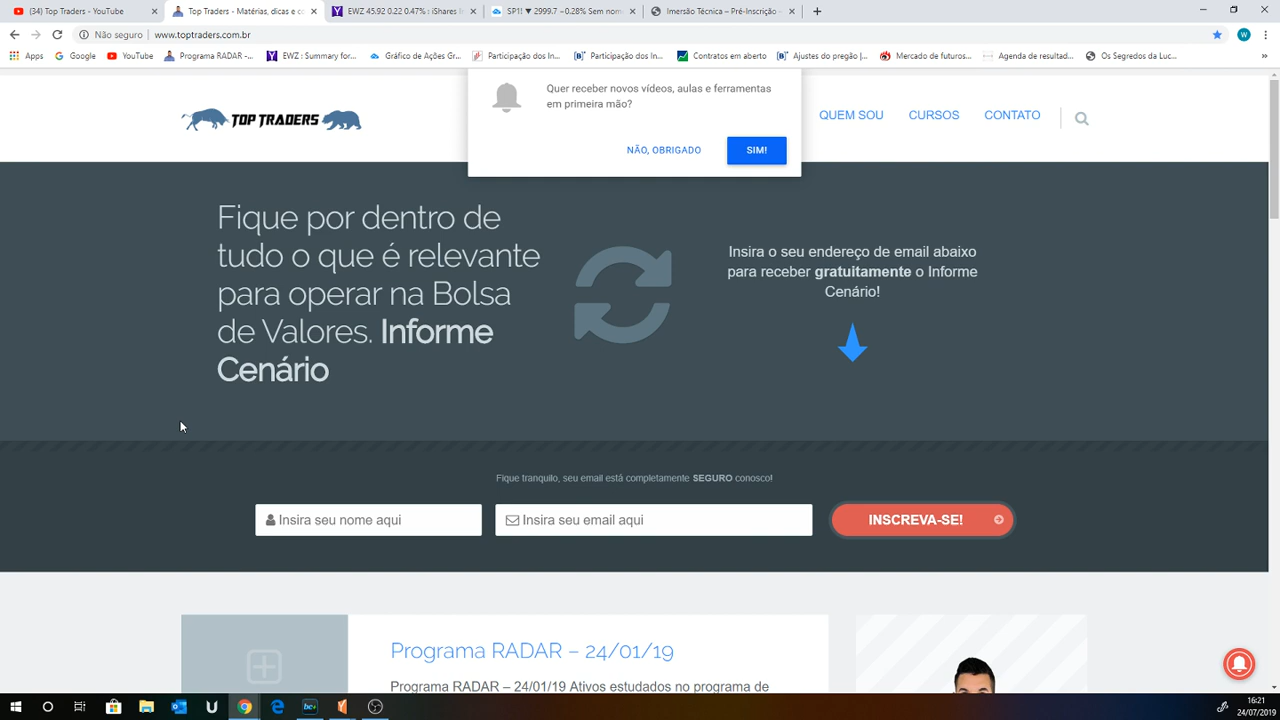 (34) Top Traders - YouTube
Top Traders - Matérias, dicas e co
EWZ 45.92 0.22 0.47% : iShares I
SP1! ▼ 2999.7 −0.28% Sem nom
Imersão Técnica – Pré-Inscrição
Não seguro | www.toptraders.com.br
Apps
Google
YouTube
Programa RADAR –...
EWZ : Summary for...
Gráfico de Ações Gr...
Participação dos In...
Participação dos In...
Contratos em aberto
Ajustes do pregão |...
Mercado de futuros...
Agenda de resultad...
Os Segredos da Luc...
»
Quer receber novos vídeos, aulas e ferramentas
em primeira mão?
NÃO, OBRIGADO
SIM!
TOP TRADERS
QUEM SOU
CURSOS
CONTATO
Fique por dentro de
tudo o que é relevante
para operar na Bolsa
de Valores. Informe
Cenário
Insira o seu endereço de email abaixo
para receber gratuitamente o Informe
Cenário!
Fique tranquilo, seu email está completamente SEGURO conosco!
Insira seu nome aqui
Insira seu email aqui
INSCREVA-SE!
Programa RADAR – 24/01/19
Programa RADAR – 24/01/19 Ativos estudados no programa de
16:21
24/07/2019